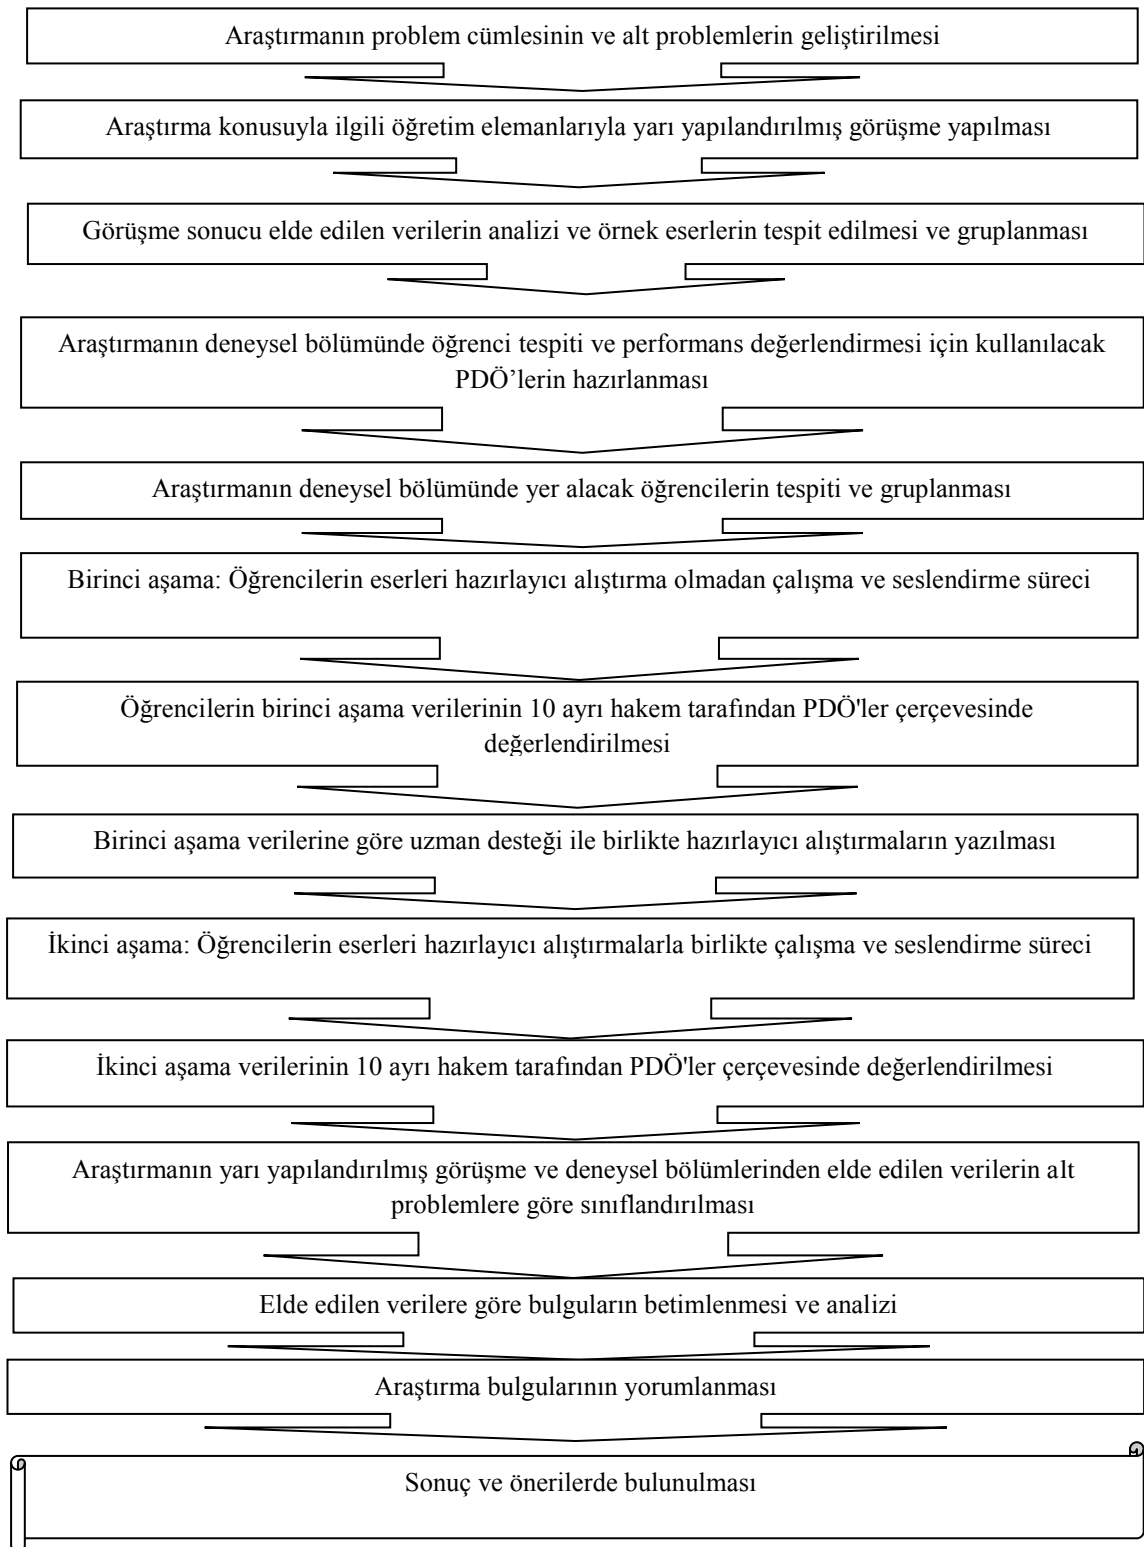 Araştırmanın problem cümlesinin ve alt problemlerin geliştirilmesi
Araştırma konusuyla ilgili öğretim elemanlarıyla yarı yapılandırılmış görüşme yapılması
Görüşme sonucu elde edilen verilerin analizi ve örnek eserlerin tespit edilmesi ve gruplanması
Araştırmanın deneysel bölümünde öğrenci tespiti ve performans değerlendirmesi için kullanılacak
PDÖ’lerin hazırlanması
Araştırmanın deneysel bölümünde yer alacak öğrencilerin tespiti ve gruplanması
Birinci aşama: Öğrencilerin eserleri hazırlayıcı alıştırma olmadan çalışma ve seslendirme süreci
Öğrencilerin birinci aşama verilerinin 10 ayrı hakem tarafından PDÖ'ler çerçevesinde
değerlendirilmesi
Birinci aşama verilerine göre uzman desteği ile birlikte hazırlayıcı alıştırmaların yazılması
İkinci aşama: Öğrencilerin eserleri hazırlayıcı alıştırmalarla birlikte çalışma ve seslendirme süreci
İkinci aşama verilerinin 10 ayrı hakem tarafından PDÖ'ler çerçevesinde değerlendirilmesi
Araştırmanın yarı yapılandırılmış görüşme ve deneysel bölümlerinden elde edilen verilerin alt
problemlere göre sınıflandırılması
Elde edilen verilere göre bulguların betimlenmesi ve analizi
Araştırma bulgularının yorumlanması
Sonuç ve önerilerde bulunulması